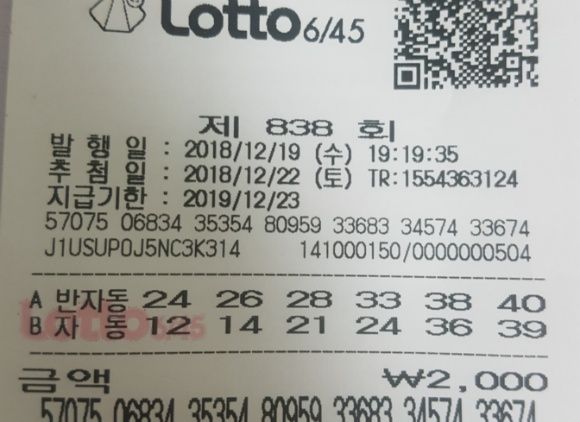 Lotto 6/45
제 838 회
발 행 일 : 2018/12/19 (수) 19:19:35
추 첨 일 : 2018/12/22 (토) TR:1554363124
지급기한 : 2019/12/23
57075 06834 35354 80959 33683 34574 33674
J1USUP0J5NC3K314 141000150/0000000504
A 반자동 24 26 28 33 38 40
B 자 동 12 14 21 24 36 39
Lotto 6/45
금 액 ₩2,000
57075 06834 35354 80959 33683 34574 33674